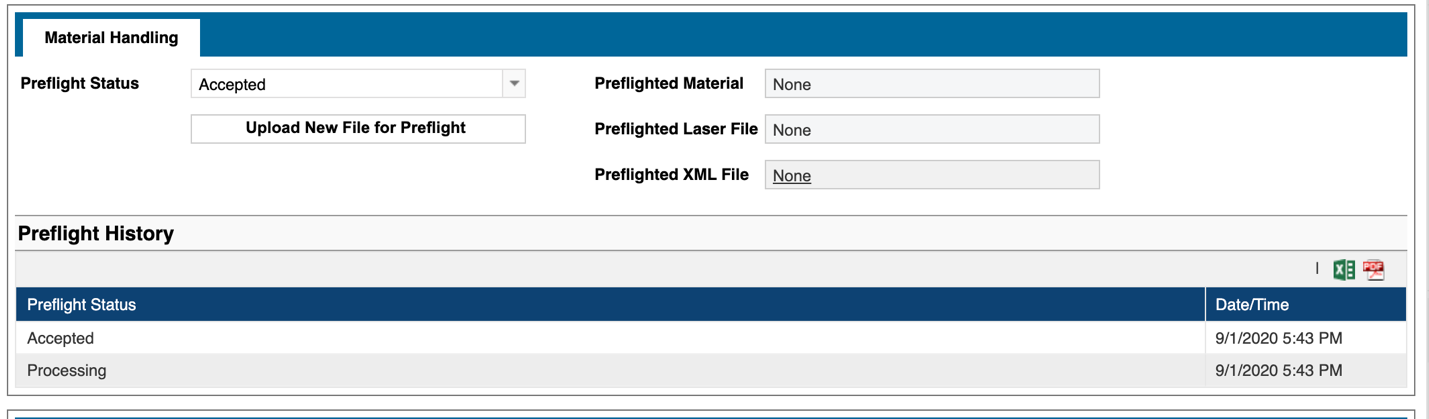 Material Handling
Preflight Status Accepted Preflighted Material None
Upload New File for Preflight Preflighted Laser File None
Preflighted XML File None
Preflight History
PDF
Preflight Status Date/Time
Accepted 9/1/2020 5:43 PM
Processing 9/1/2020 5:43 PM